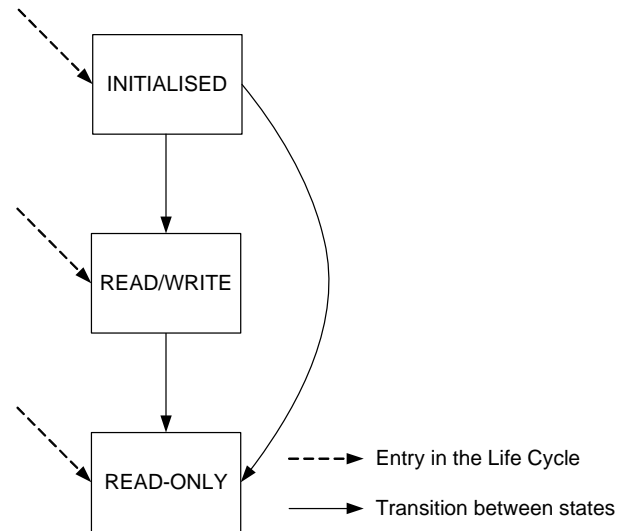 INITIALISED
READ/WRITE
READ-ONLY
Entry in the Life Cycle
Transition between states